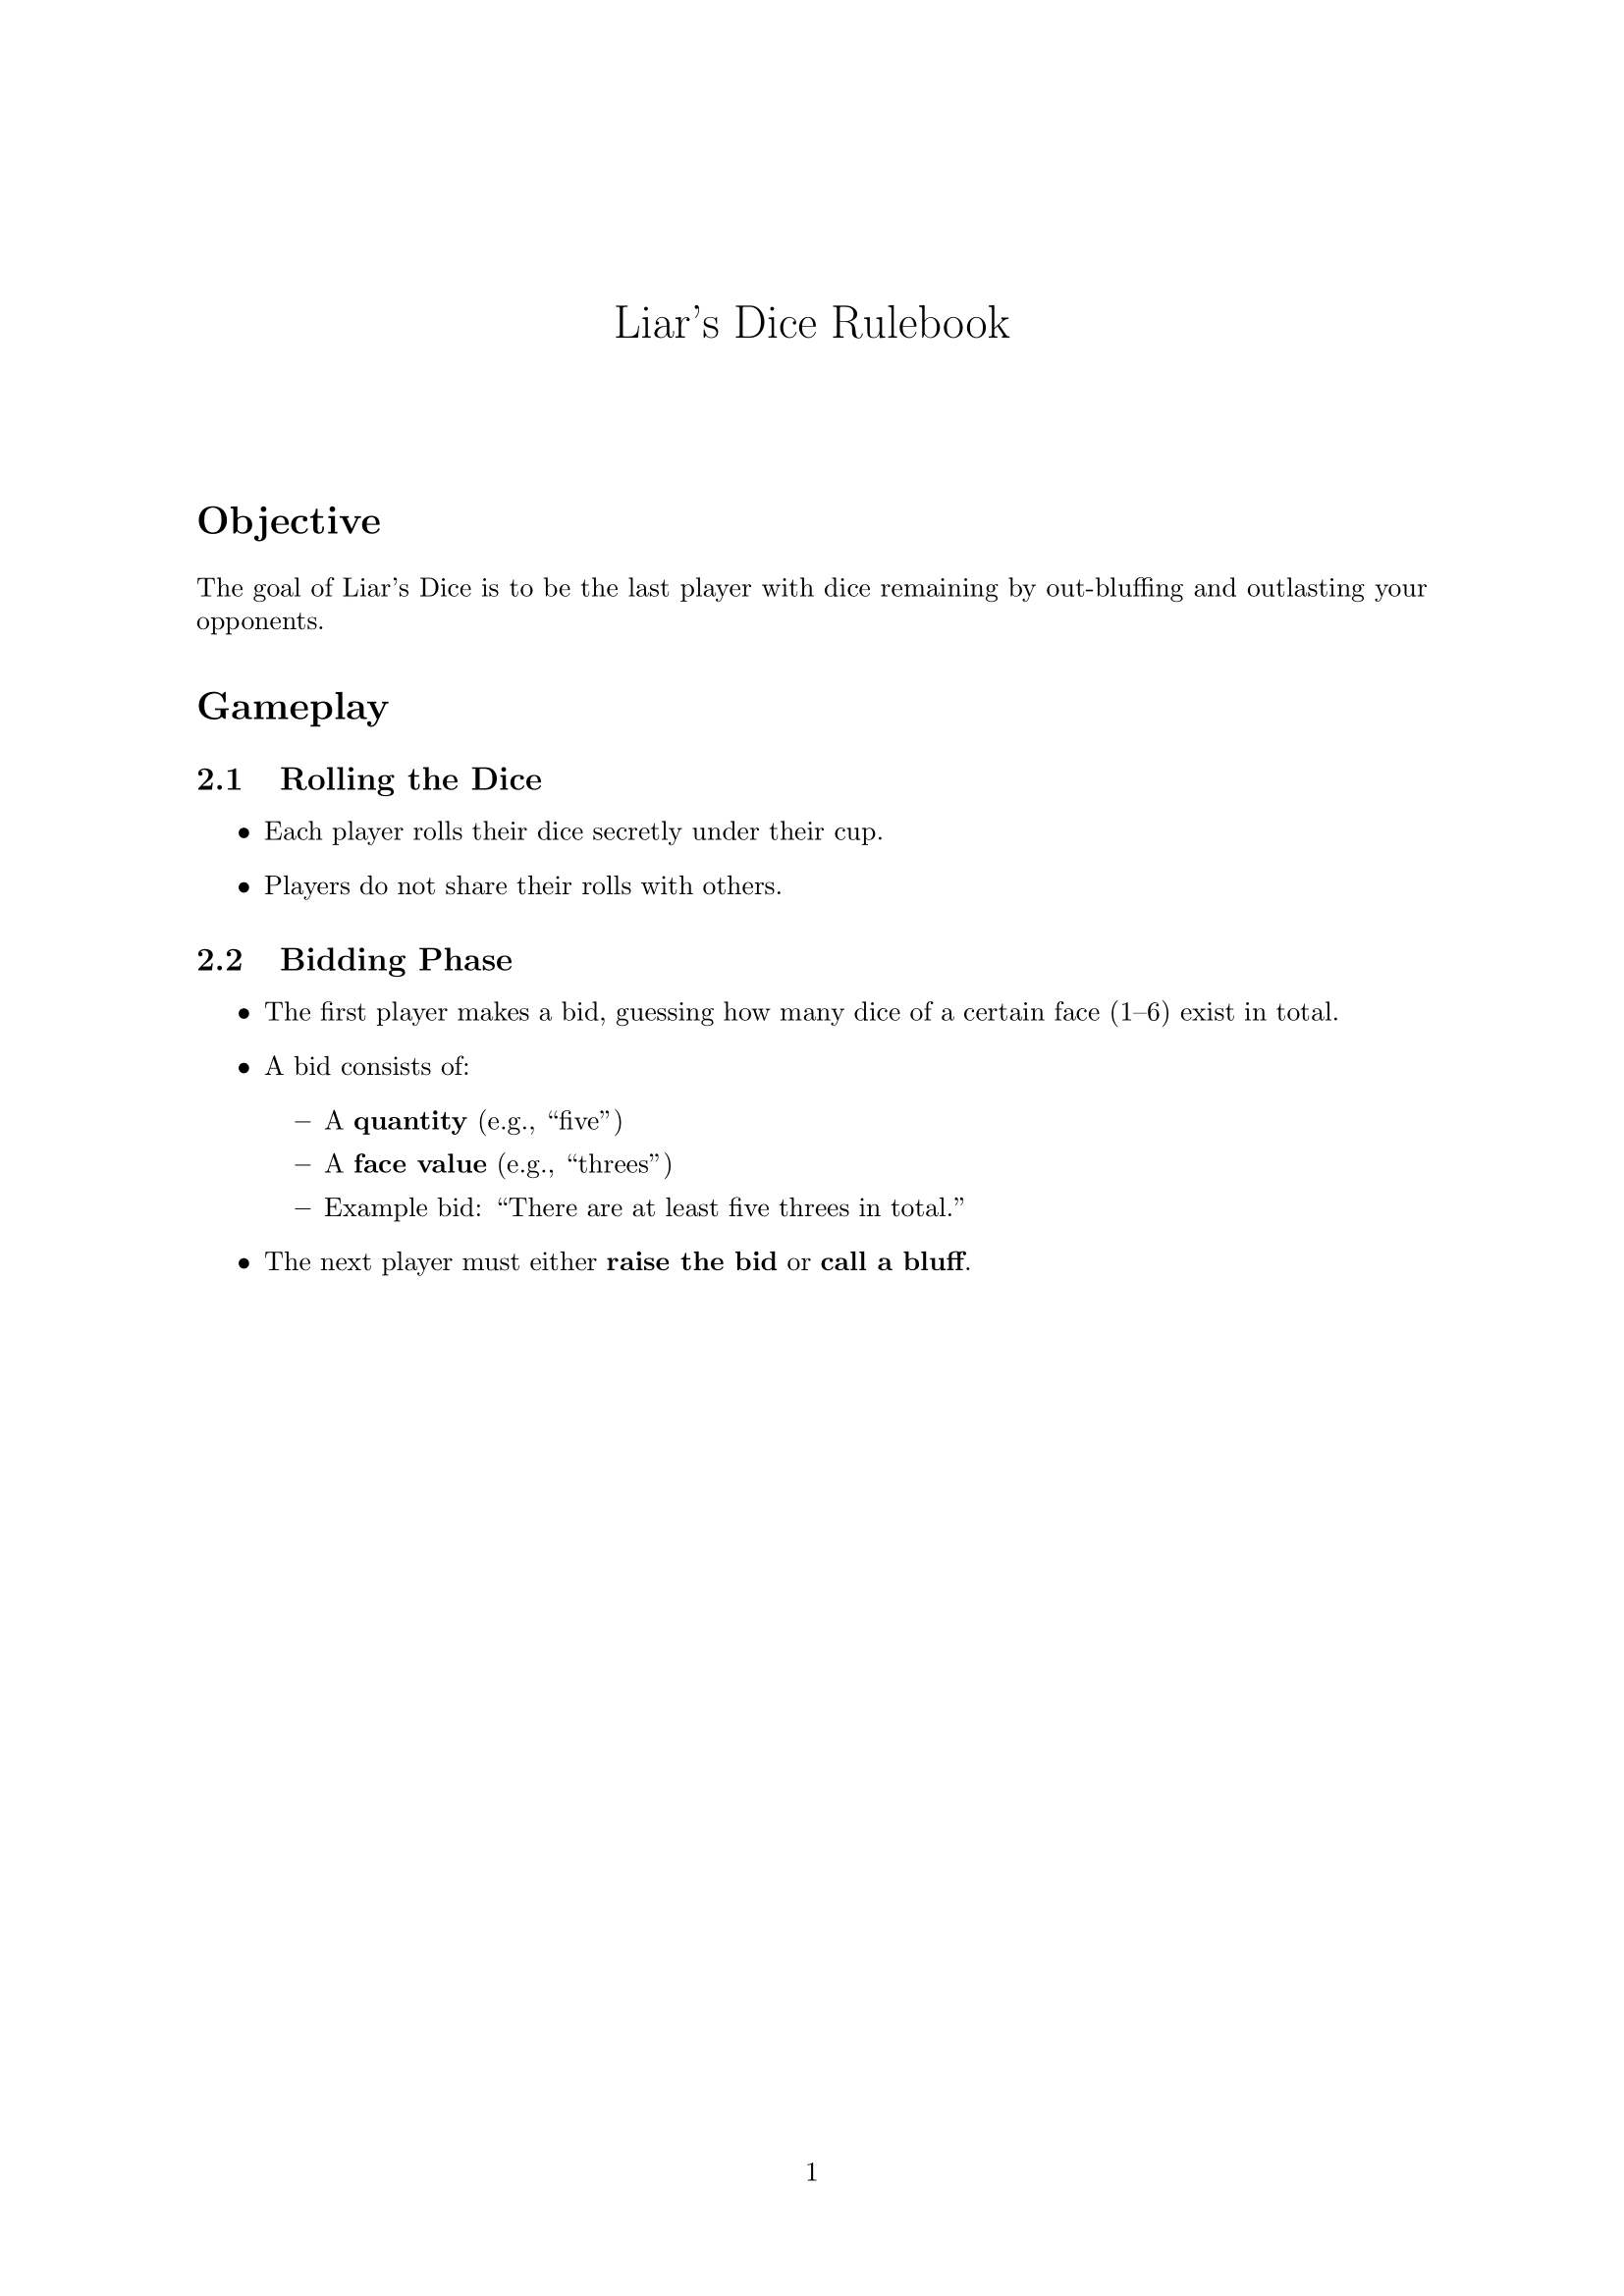 Liar’s Dice Rulebook
Objective
The goal of Liar’s Dice is to be the last player with dice remaining by out-bluffing and outlasting your
opponents.
Gameplay
2.1 Rolling the Dice
• Each player rolls their dice secretly under their cup.
• Players do not share their rolls with others.
2.2 Bidding Phase
• The first player makes a bid, guessing how many dice of a certain face (1–6) exist in total.
• A bid consists of:
– A quantity (e.g., “five”)
– A face value (e.g., “threes”)
– Example bid: “There are at least five threes in total.”
• The next player must either raise the bid or call a bluff.
1